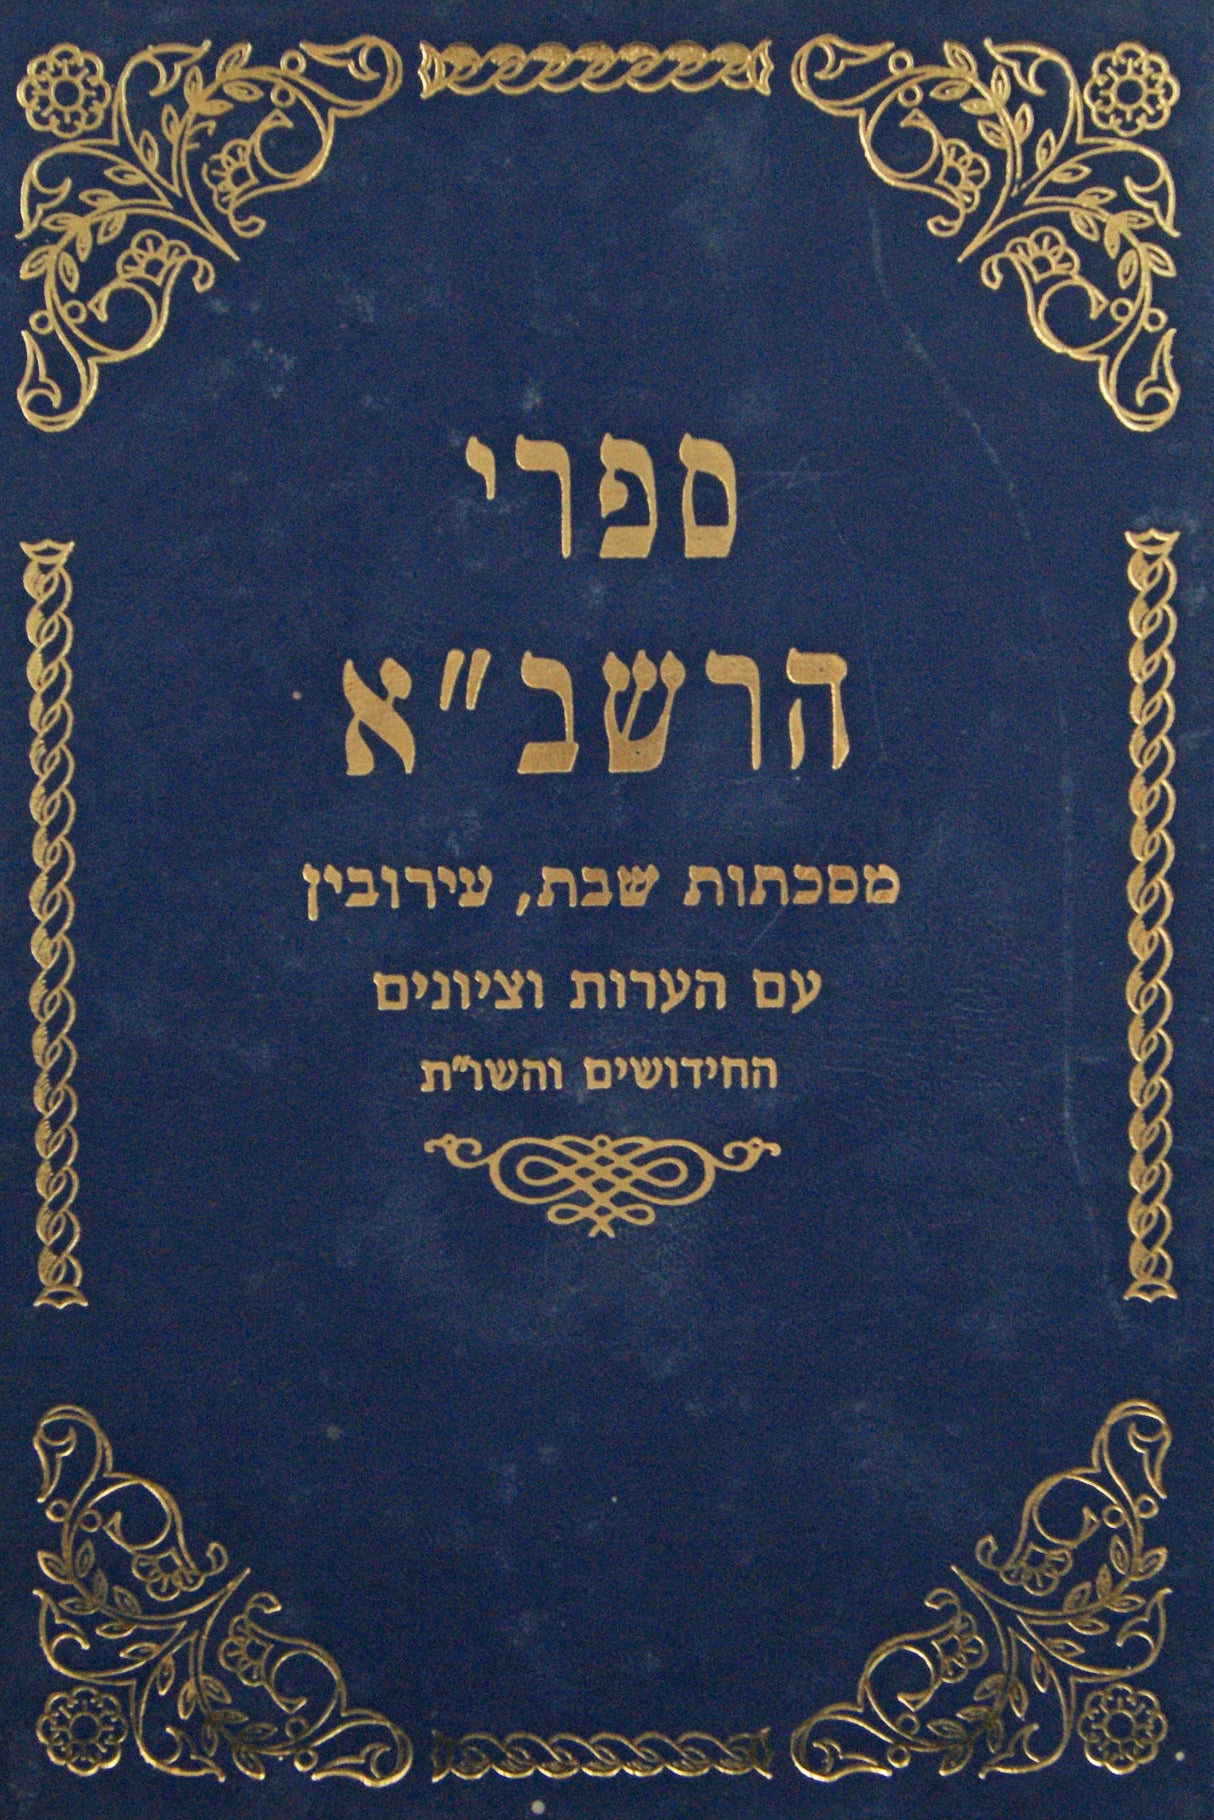 ספרי
הרשב״א
מסכתות שבת, עירובין
עם הערות וציונים
החידושים והשו״ת